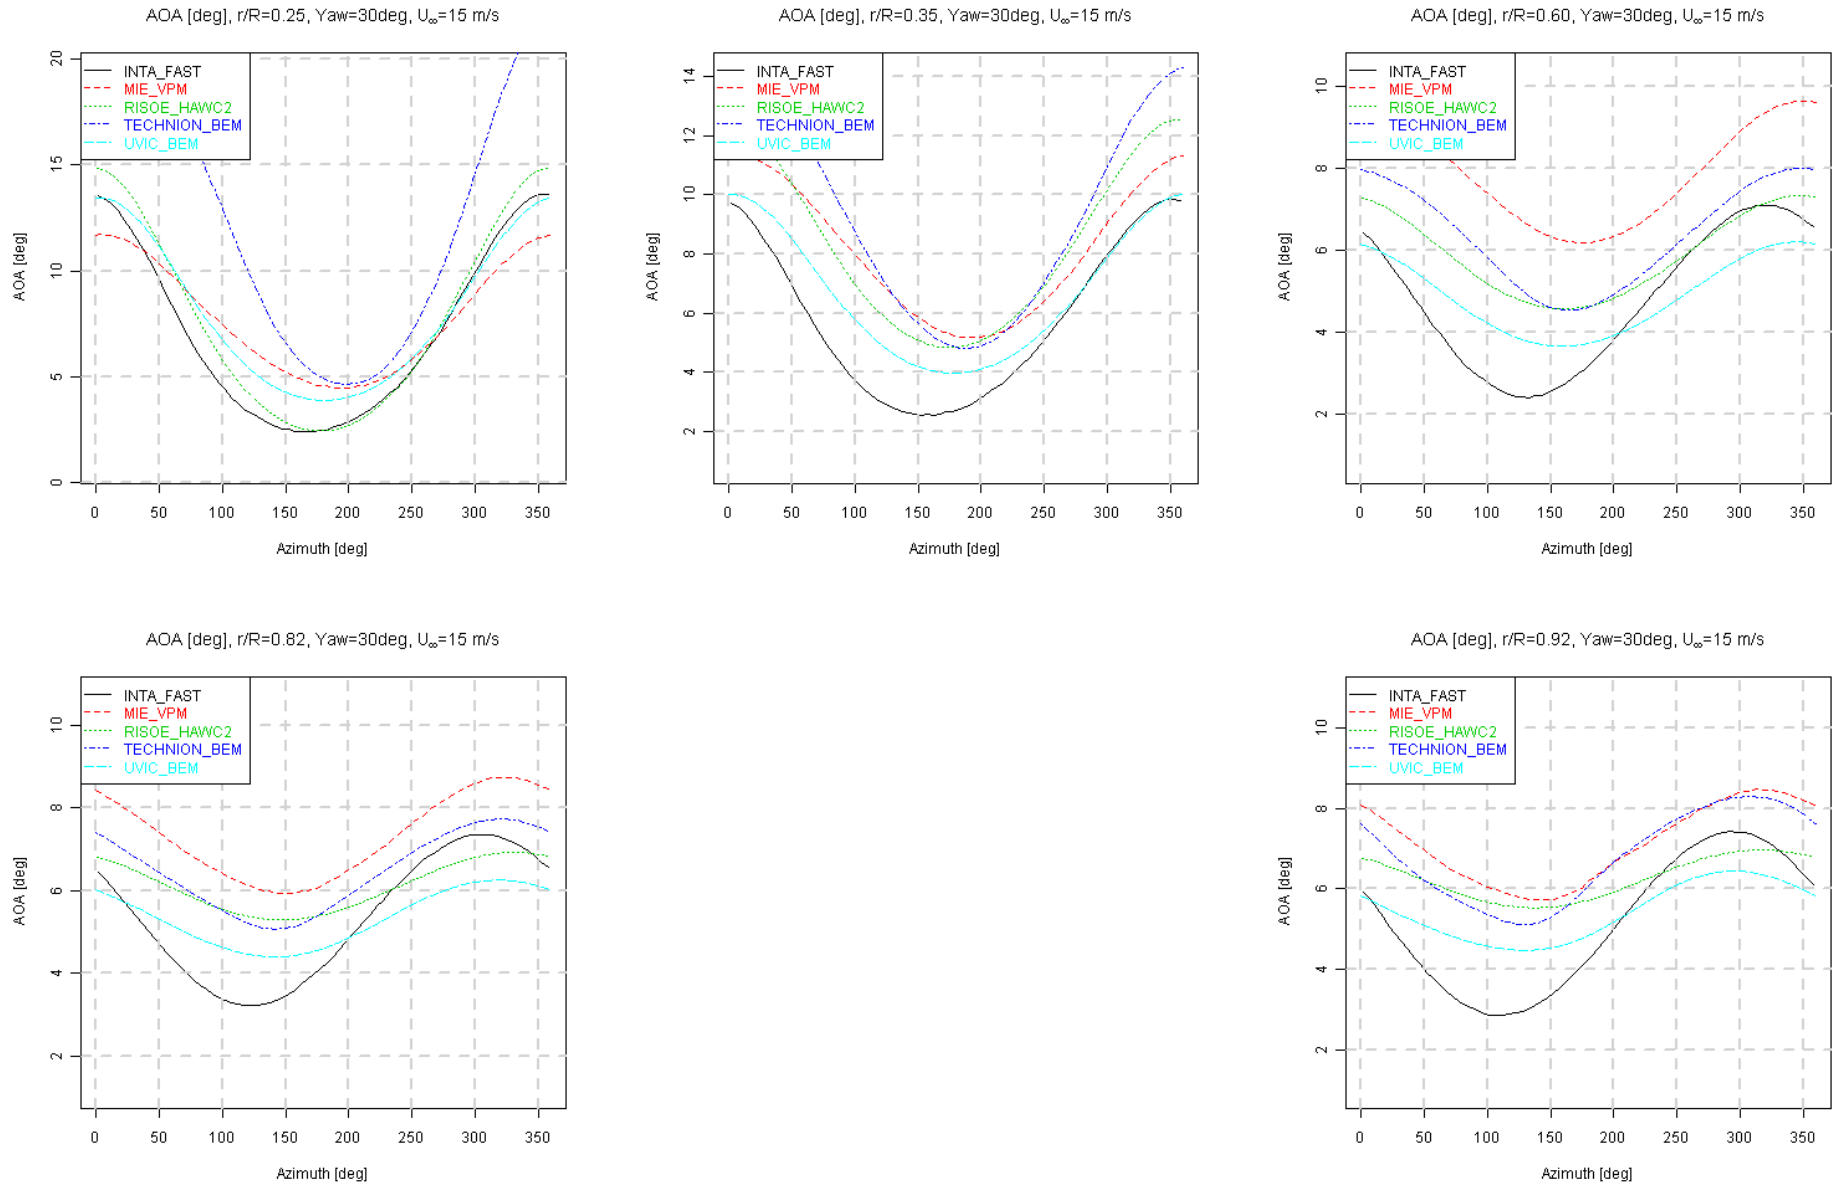 AOA [deg], r/R=0.25, Yaw=30deg, U∞=15 m/s
INTA_FAST
MIE_VPM
RISOE_HAWC2
TECHNION_BEM
UVIC_BEM
AOA [deg]
0 5 10 15 20
0 50 100 150 200 250 300 350
Azimuth [deg]
AOA [deg], r/R=0.35, Yaw=30deg, U∞=15 m/s
INTA_FAST
MIE_VPM
RISOE_HAWC2
TECHNION_BEM
UVIC_BEM
AOA [deg]
2 4 6 8 10 12 14
0 50 100 150 200 250 300 350
Azimuth [deg]
AOA [deg], r/R=0.60, Yaw=30deg, U∞=15 m/s
INTA_FAST
MIE_VPM
RISOE_HAWC2
TECHNION_BEM
UVIC_BEM
AOA [deg]
2 4 6 8 10
0 50 100 150 200 250 300 350
Azimuth [deg]
AOA [deg], r/R=0.82, Yaw=30deg, U∞=15 m/s
INTA_FAST
MIE_VPM
RISOE_HAWC2
TECHNION_BEM
UVIC_BEM
AOA [deg]
2 4 6 8 10
0 50 100 150 200 250 300 350
Azimuth [deg]
AOA [deg], r/R=0.92, Yaw=30deg, U∞=15 m/s
INTA_FAST
MIE_VPM
RISOE_HAWC2
TECHNION_BEM
UVIC_BEM
AOA [deg]
2 4 6 8 10
0 50 100 150 200 250 300 350
Azimuth [deg]